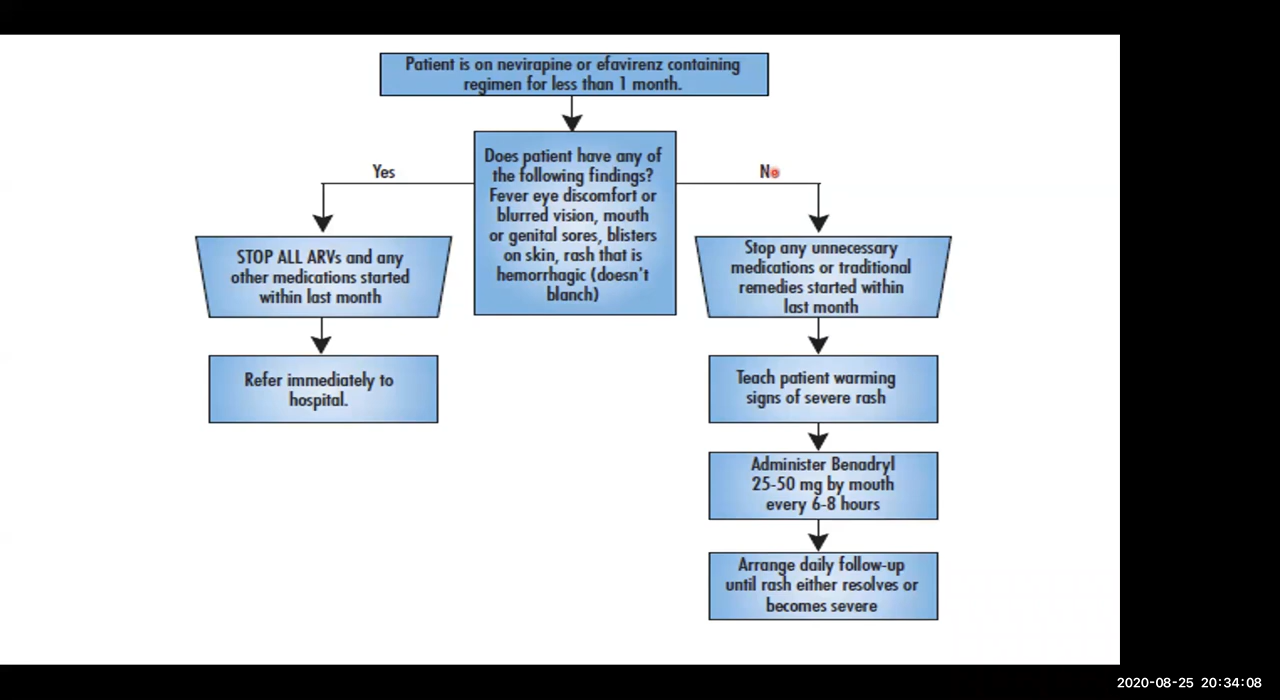 Patient is on nevirapine or efavirenz containing
regimen for less than 1 month.
Does patient have any of
the following findings?
Fever eye discomfort or
blurred vision, mouth
or genital sores, blisters
on skin, rash that is
hemorrhagic (doesn't
blanch)
Yes
No
STOP ALL ARVs and any
other medications started
within last month
Refer immediately to
hospital.
Stop any unnecessary
medications or traditional
remedies started within
last month
Teach patient warming
signs of severe rash
Administer Benadryl
25-50 mg by mouth
every 6-8 hours
Arrange daily follow-up
until rash either resolves or
becomes severe
2020-08-25 20:34:08